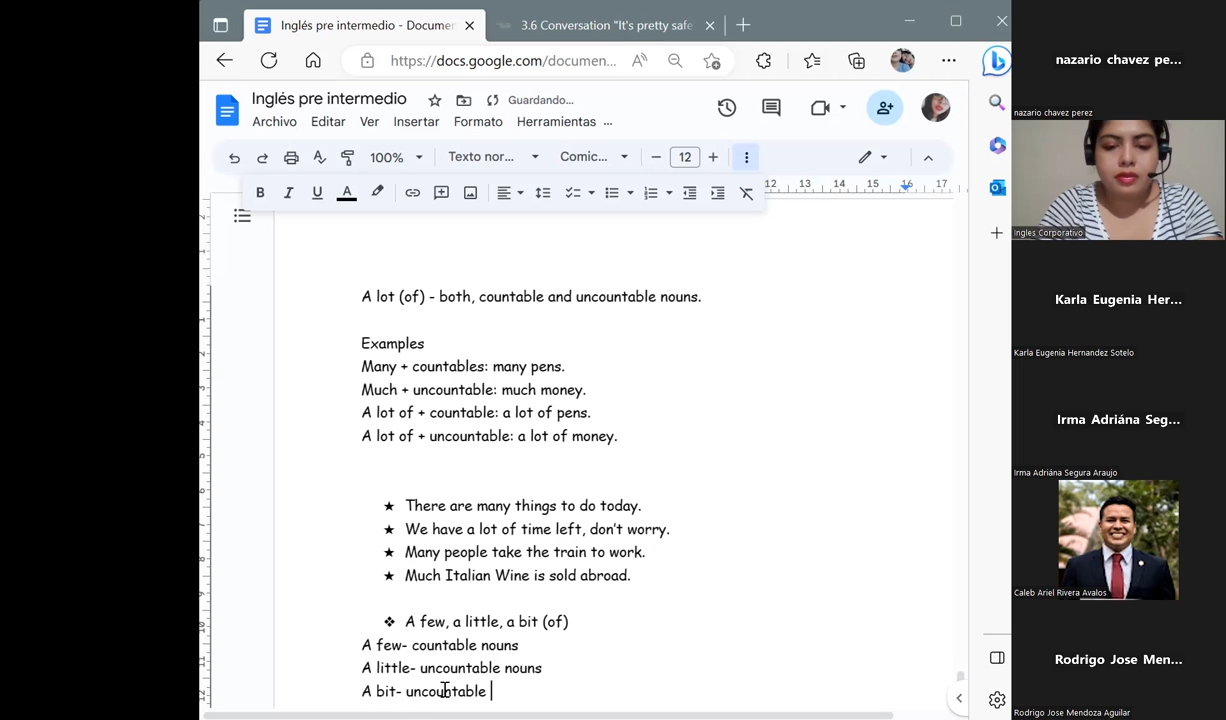 Inglés pre intermedio - Documen
3.6 Conversation "It's pretty safe
https://docs.google.com/documen...
Inglés pre intermedio
Guardando...
Archivo Editar Ver Insertar Formato Herramientas ...
100% Texto nor... Comic... 12
12 13 14 15 16 17
A lot (of) - both, countable and uncountable nouns.
Examples
Many + countables: many pens.
Much + uncountable: much money.
A lot of + countable: a lot of pens.
A lot of + uncountable: a lot of money.
★ There are many things to do today.
★ We have a lot of time left, don't worry.
★ Many people take the train to work.
★ Much Italian Wine is sold abroad.
❖ A few, a little, a bit (of)
A few- countable nouns
A little- uncountable nouns
A bit- uncountable
nazario chavez pe...
nazario chavez perez
Ingles Corporativo
Karla Eugenia Her...
Karla Eugenia Hernandez Sotelo
Irma Adriána Seg...
Irma Adriána Segura Araujo
Caleb Ariel Rivera Avalos
Rodrigo Jose Men...
Rodrigo Jose Mendoza Aguilar